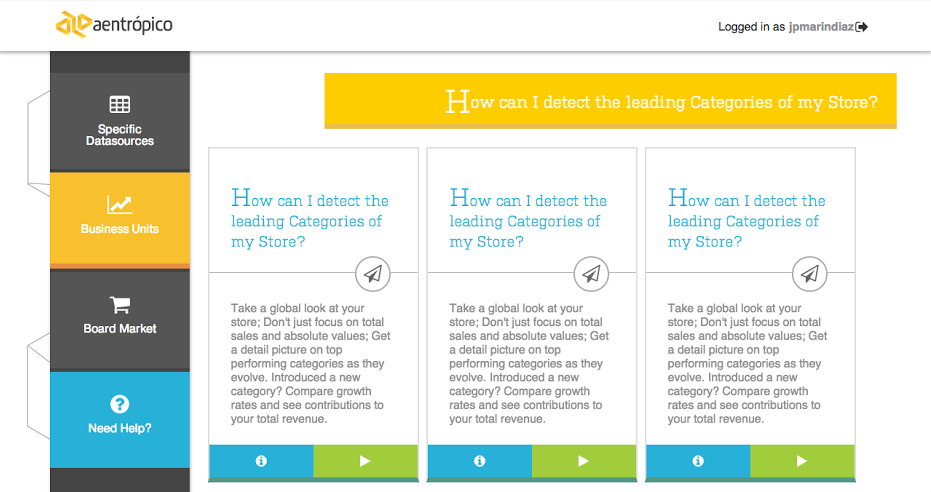 aentrópico
Logged in as jpmarindiaz
Specific
Datasources
Business Units
Board Market
Need Help?
How can I detect the leading Categories of my Store?
How can I detect the
leading Categories of
my Store?
Take a global look at your
store; Don't just focus on total
sales and absolute values; Get
a detail picture on top
performing categories as they
evolve. Introduced a new
category? Compare growth
rates and see contributions to
your total revenue.
How can I detect the
leading Categories of
my Store?
Take a global look at your
store; Don't just focus on total
sales and absolute values; Get
a detail picture on top
performing categories as they
evolve. Introduced a new
category? Compare growth
rates and see contributions to
your total revenue.
How can I detect the
leading Categories of
my Store?
Take a global look at your
store; Don't just focus on total
sales and absolute values; Get
a detail picture on top
performing categories as they
evolve. Introduced a new
category? Compare growth
rates and see contributions to
your total revenue.